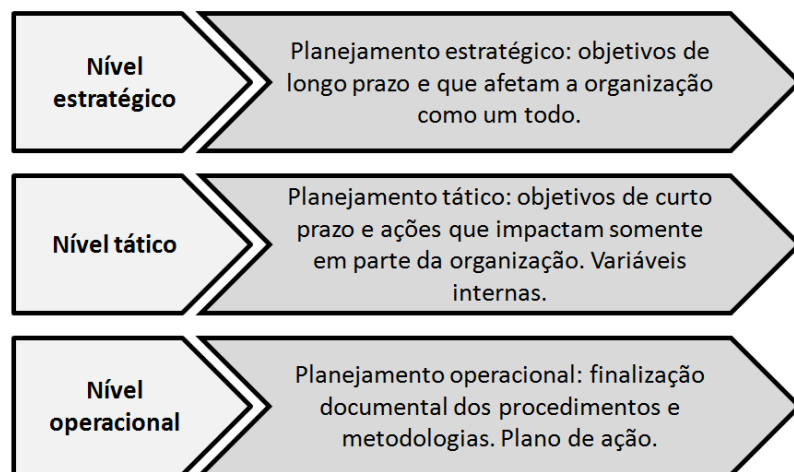 Nível
estratégico
Planejamento estratégico: objetivos de
longo prazo e que afetam a organização
como um todo.
Nível tático
Planejamento tático: objetivos de curto
prazo e ações que impactam somente
em parte da organização. Variáveis
internas.
Nível
operacional
Planejamento operacional: finalização
documental dos procedimentos e
metodologias. Plano de ação.